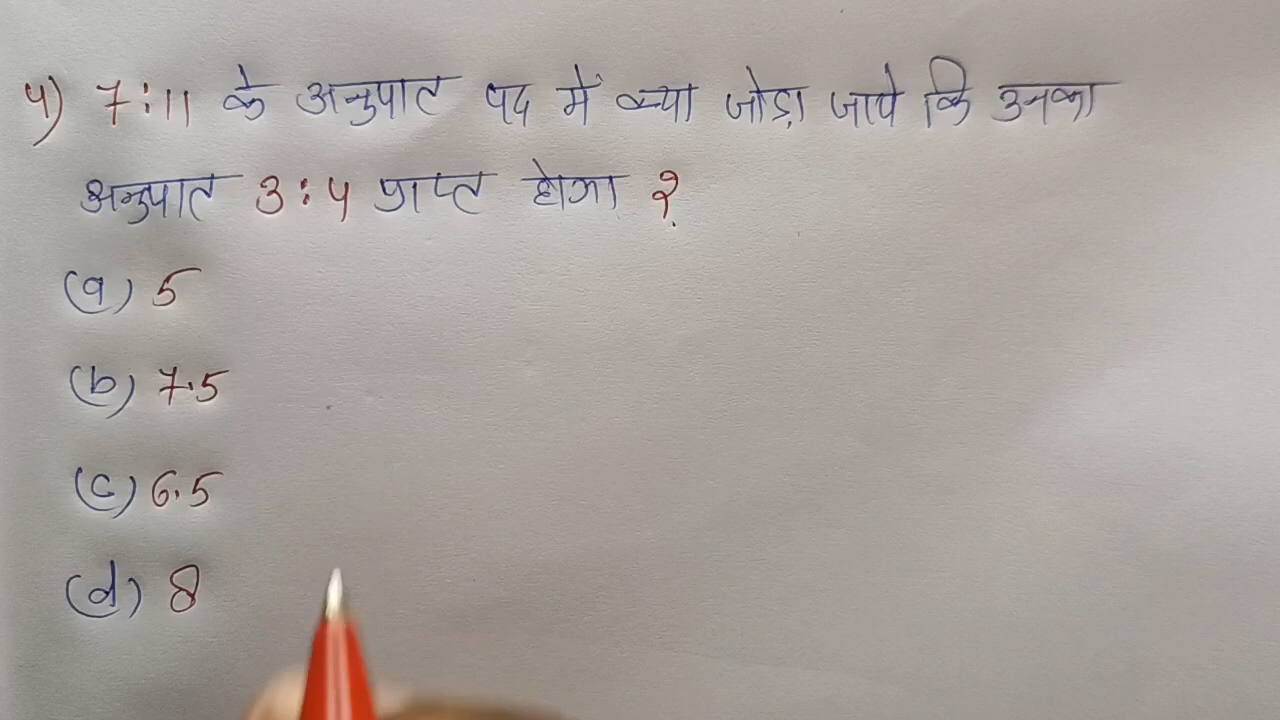 4) 7:11 के अनुपात पद में क्या जोड़ा जाये कि उनका
अनुपात 3:4 प्राप्त होगा ?
(a) 5
(b) 7.5
(c) 6.5
(d) 8